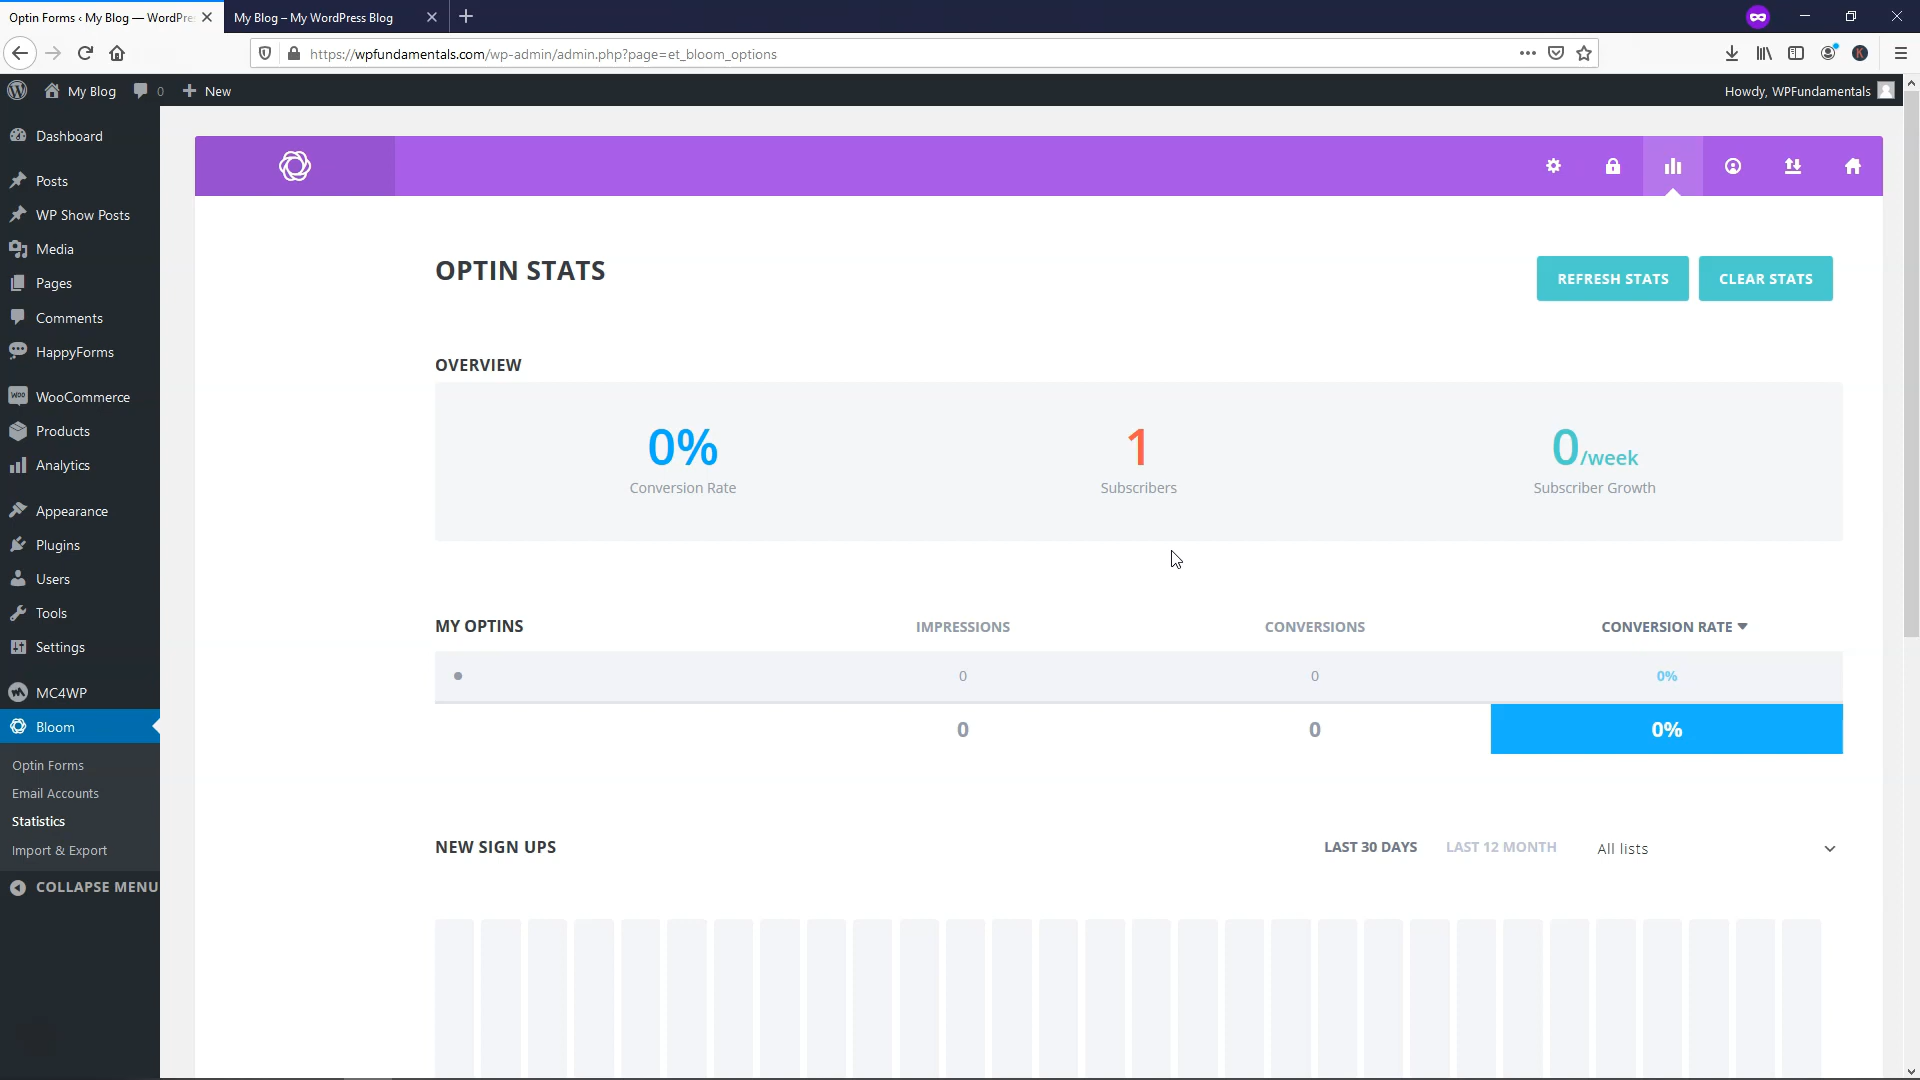 Optin Forms ‹ My Blog — WordPre
My Blog – My WordPress Blog
https://wpfundamentals.com/wp-admin/admin.php?page=et_bloom_options
My Blog
0
New
Howdy, WPFundamentals
Dashboard
Posts
WP Show Posts
Media
Pages
Comments
HappyForms
WooCommerce
Products
Analytics
Appearance
Plugins
Users
Tools
Settings
MC4WP
Bloom
Optin Forms
Email Accounts
Statistics
Import & Export
COLLAPSE MENU
OPTIN STATS
REFRESH STATS
CLEAR STATS
OVERVIEW
0%
Conversion Rate
1
Subscribers
0/week
Subscriber Growth
MY OPTINS IMPRESSIONS CONVERSIONS CONVERSION RATE
0 0 0%
0 0 0%
NEW SIGN UPS
LAST 30 DAYS LAST 12 MONTH All lists